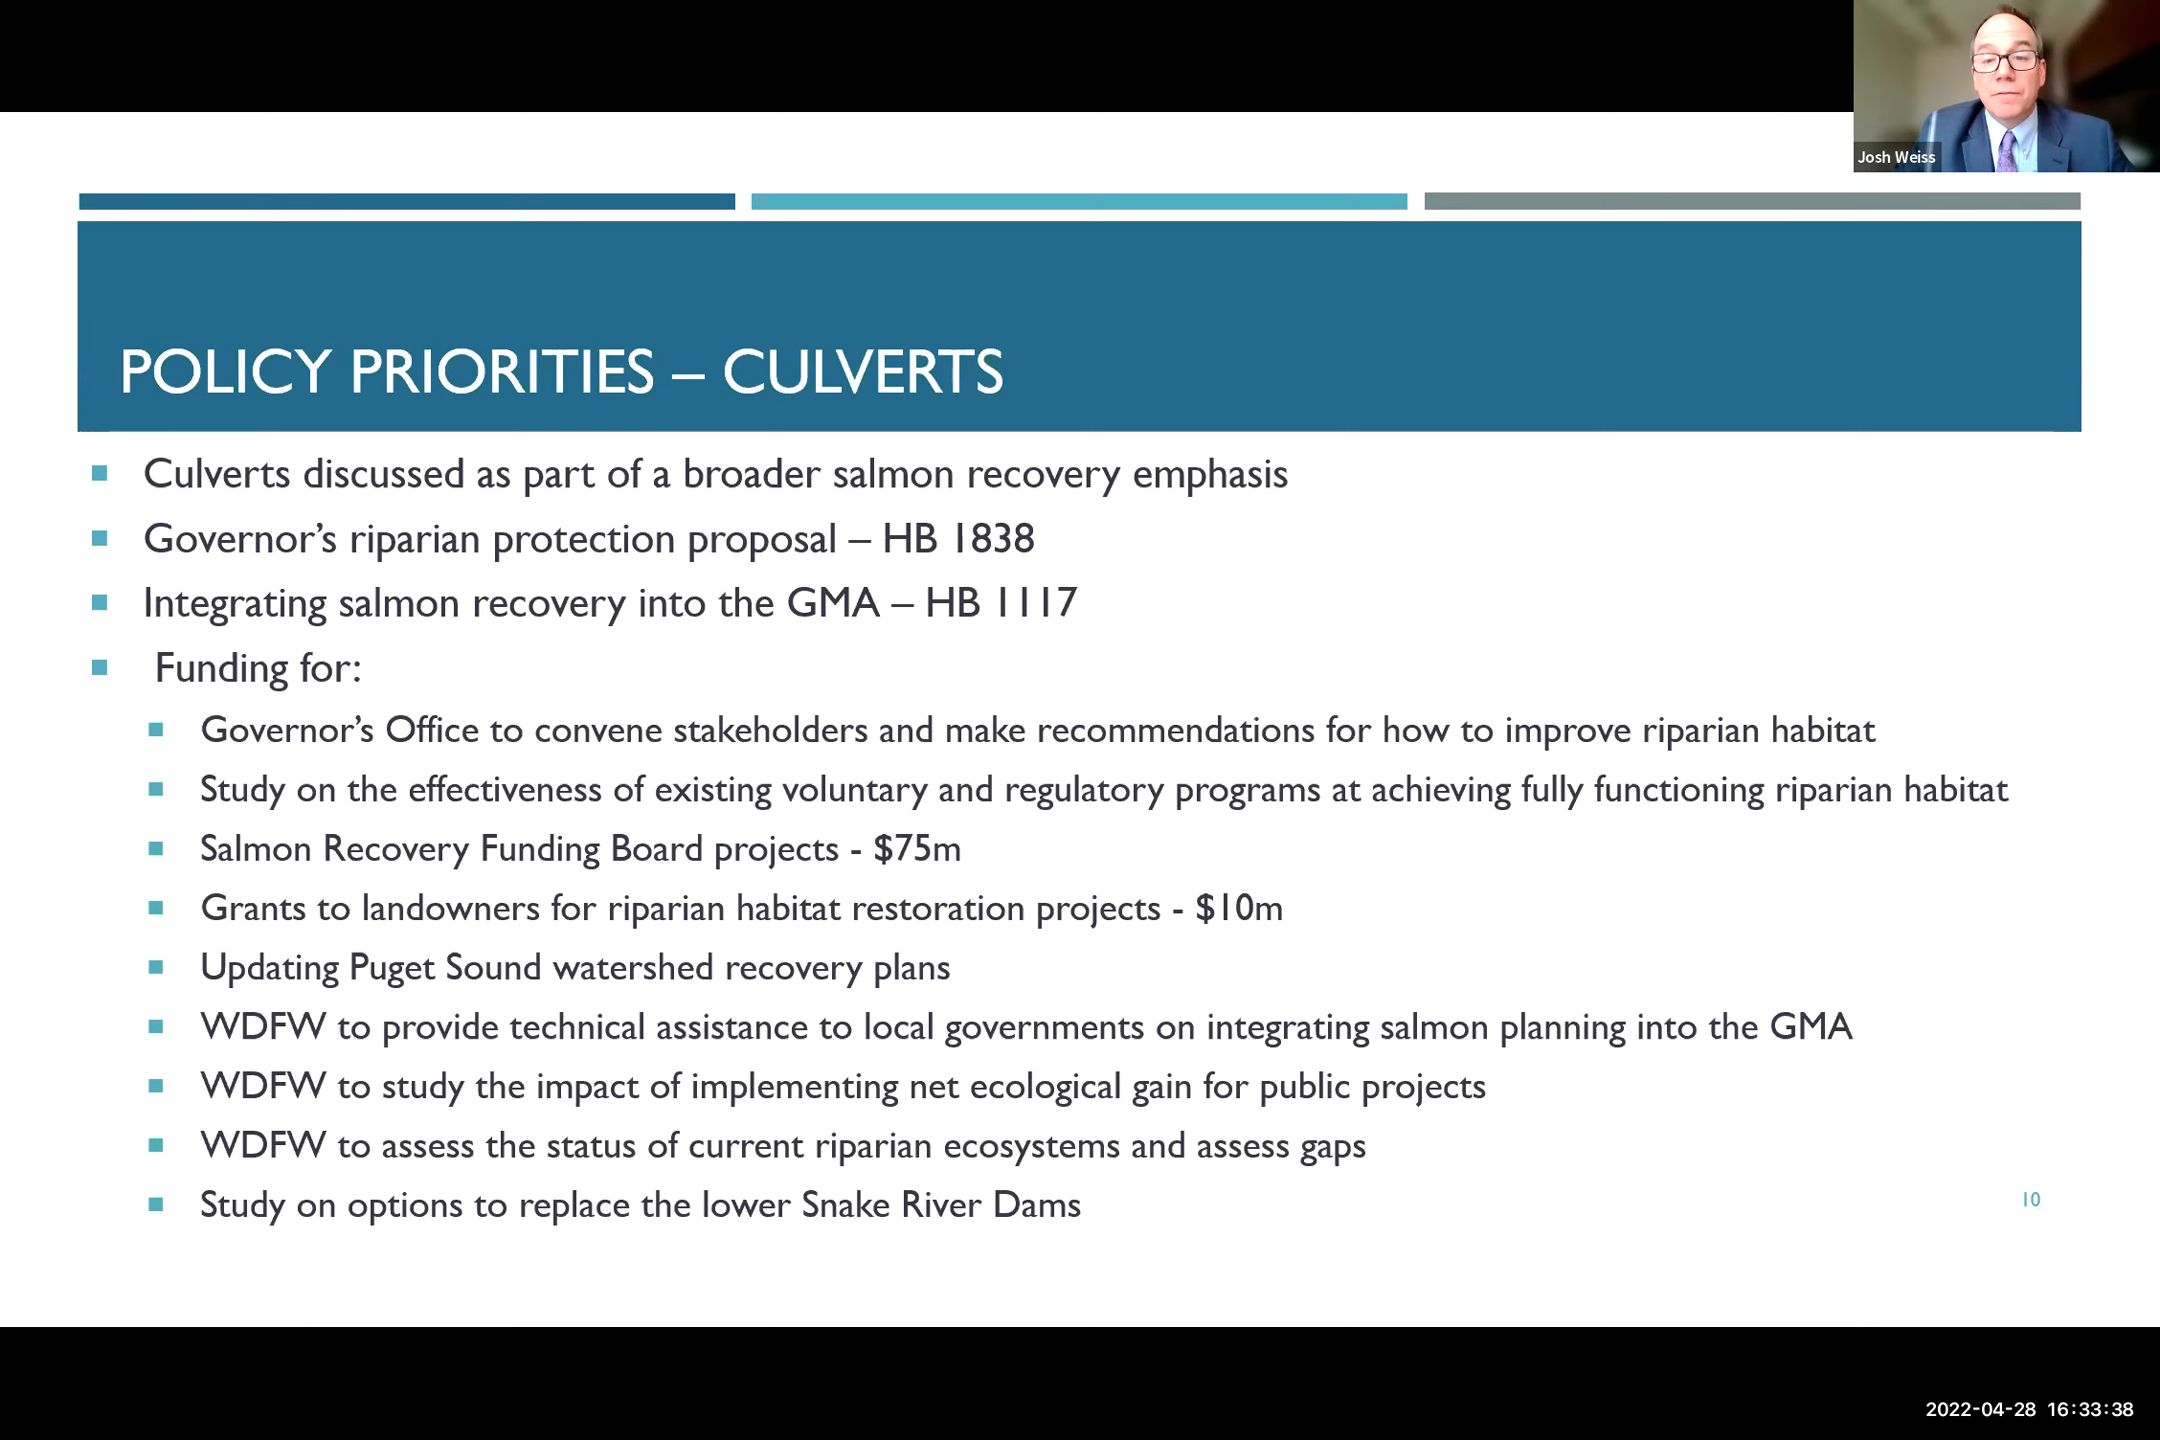 Josh Weiss
POLICY PRIORITIES – CULVERTS
Culverts discussed as part of a broader salmon recovery emphasis
Governor’s riparian protection proposal – HB 1838
Integrating salmon recovery into the GMA – HB 1117
Funding for:
Governor’s Office to convene stakeholders and make recommendations for how to improve riparian habitat
Study on the effectiveness of existing voluntary and regulatory programs at achieving fully functioning riparian habitat
Salmon Recovery Funding Board projects - $75m
Grants to landowners for riparian habitat restoration projects - $10m
Updating Puget Sound watershed recovery plans
WDFW to provide technical assistance to local governments on integrating salmon planning into the GMA
WDFW to study the impact of implementing net ecological gain for public projects
WDFW to assess the status of current riparian ecosystems and assess gaps
Study on options to replace the lower Snake River Dams
10
2022-04-28 16:33:38